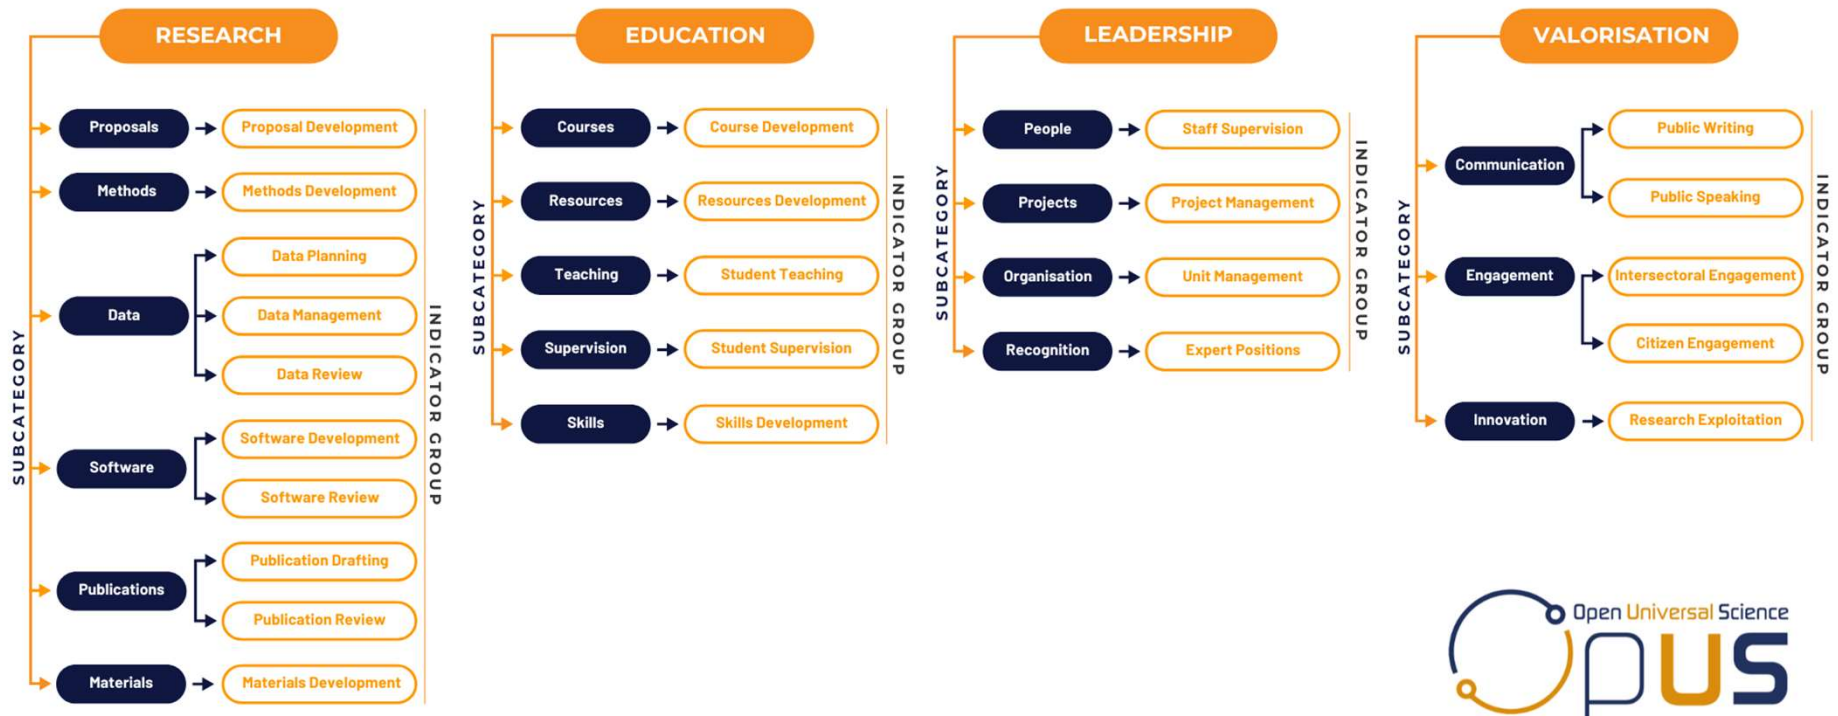 RESEARCH
SUBCATEGORY
Proposals
Proposal Development
Methods
Methods Development
Data
Data Planning
Data Management
Data Review
Software
Software Development
Software Review
Publications
Publication Drafting
Publication Review
Materials
Materials Development
INDICATOR GROUP
EDUCATION
SUBCATEGORY
Courses
Course Development
Resources
Resources Development
Teaching
Student Teaching
Supervision
Student Supervision
Skills
Skills Development
INDICATOR GROUP
LEADERSHIP
SUBCATEGORY
People
Staff Supervision
Projects
Project Management
Organisation
Unit Management
Recognition
Expert Positions
INDICATOR GROUP
VALORISATION
SUBCATEGORY
Communication
Public Writing
Public Speaking
Engagement
Intersectoral Engagement
Citizen Engagement
Innovation
Research Exploitation
INDICATOR GROUP
Open Universal Science
OpUS